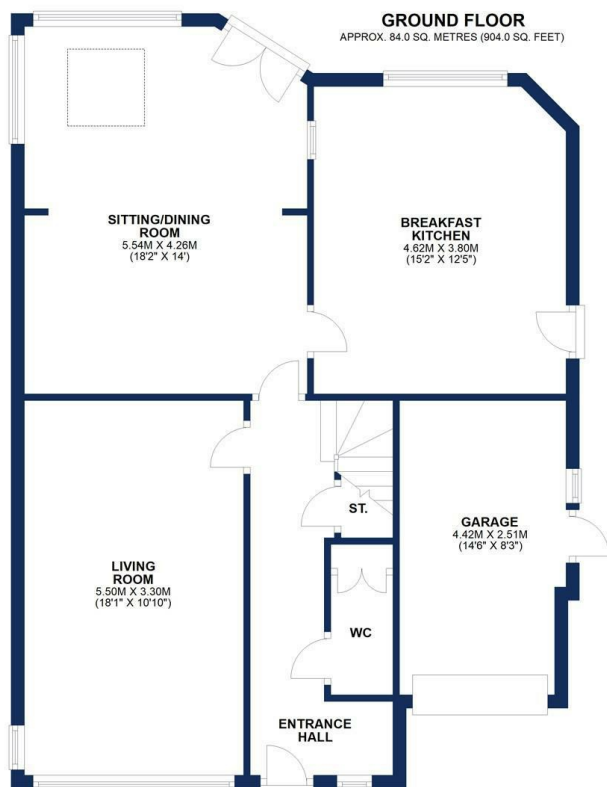 GROUND FLOOR
APPROX. 84.0 SQ. METRES (904.0 SQ. FEET)
SITTING/DINING
ROOM
5.54M X 4.26M
(18'2" X 14')
BREAKFAST
KITCHEN
4.62M X 3.80M
(15'2" X 12'5")
ST.
GARAGE
4.42M X 2.51M
(14'6" X 8'3")
LIVING
ROOM
5.50M X 3.30M
(18'1" X 10'10")
WC
ENTRANCE
HALL